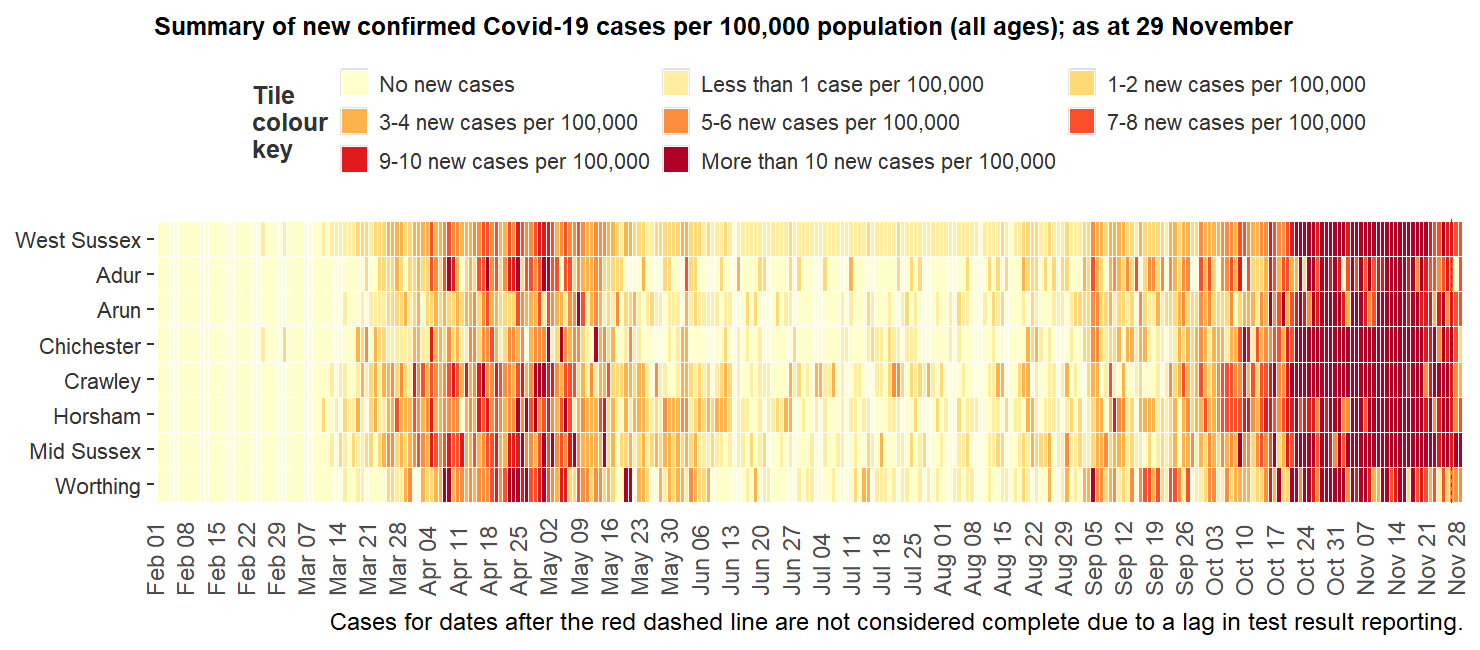 Summary of new confirmed Covid-19 cases per 100,000 population (all ages); as at 29 November
Tile
colour
key
No new cases
Less than 1 case per 100,000
1-2 new cases per 100,000
3-4 new cases per 100,000
5-6 new cases per 100,000
7-8 new cases per 100,000
9-10 new cases per 100,000
More than 10 new cases per 100,000
West Sussex
Adur
Arun
Chichester
Crawley
Horsham
Mid Sussex
Worthing
Feb 01
Feb 08
Feb 15
Feb 22
Feb 29
Mar 07
Mar 14
Mar 21
Mar 28
Apr 04
Apr 11
Apr 18
Apr 25
May 02
May 09
May 16
May 23
May 30
Jun 06
Jun 13
Jun 20
Jun 27
Jul 04
Jul 11
Jul 18
Jul 25
Aug 01
Aug 08
Aug 15
Aug 22
Aug 29
Sep 05
Sep 12
Sep 19
Sep 26
Oct 03
Oct 10
Oct 17
Oct 24
Oct 31
Nov 07
Nov 14
Nov 21
Nov 28
Cases for dates after the red dashed line are not considered complete due to a lag in test result reporting.